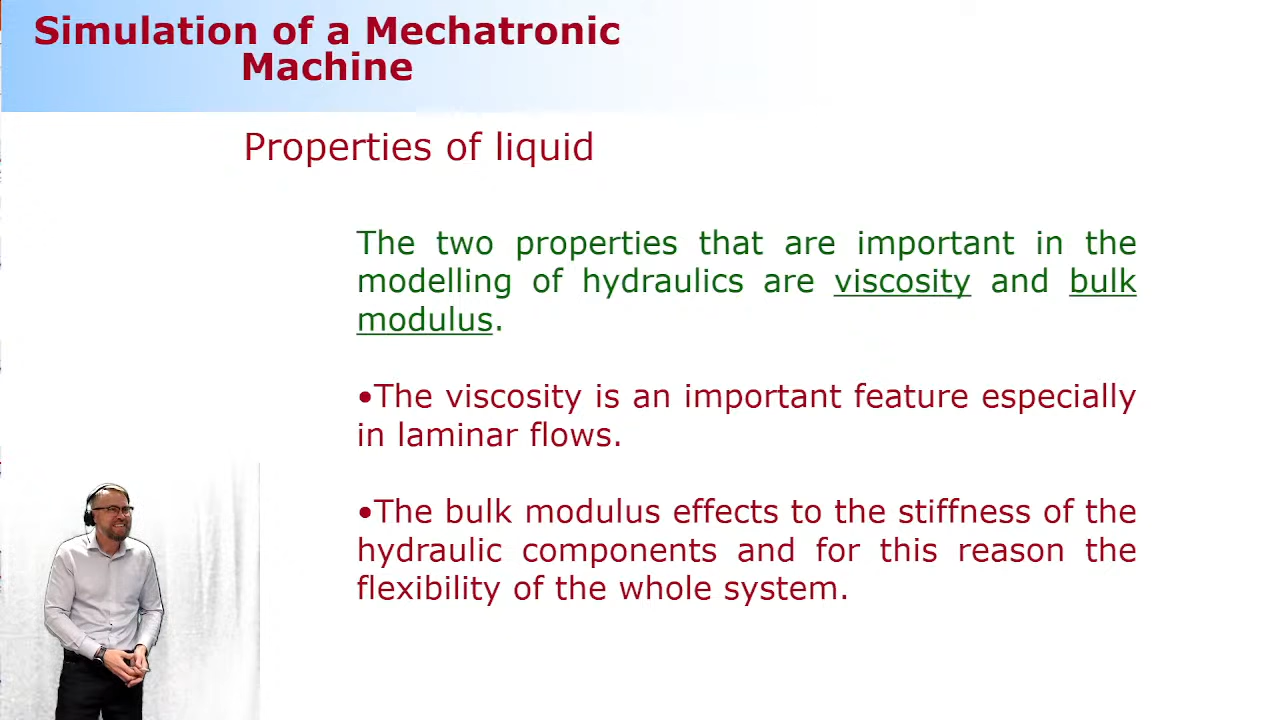 Simulation of a Mechatronic
Machine
Properties of liquid
The two properties that are important in the
modelling of hydraulics are viscosity and bulk
modulus.
•The viscosity is an important feature especially
in laminar flows.
•The bulk modulus effects to the stiffness of the
hydraulic components and for this reason the
flexibility of the whole system.